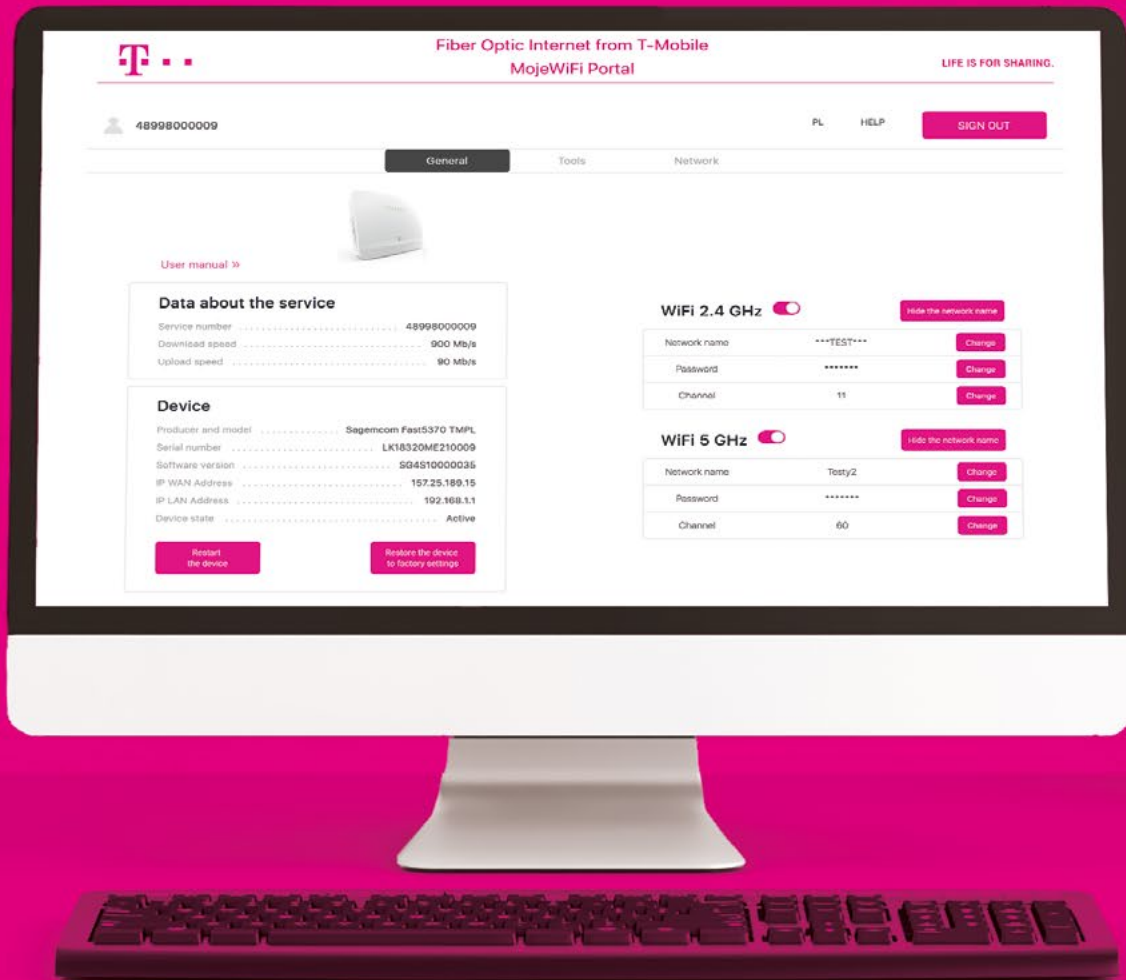 T
Fiber Optic Internet from T-Mobile
MojeWiFi Portal
LIFE IS FOR SHARING.
48998000009
PL HELP SIGN OUT
General Tools Network
User manual »
Data about the service
Service number 48998000009
Download speed 900 Mb/s
Upload speed 90 Mb/s
Device
Producer and model Sagemcom Fast5370 TMPL
Serial number LK18320ME210009
Software version SG4S10000035
IP WAN Address 157.25.189.15
IP LAN Address 192.168.1.1
Device state Active
Restart
the device
Restore the device
to factory settings
WiFi 2.4 GHz
Hide the network name
Network name ***TEST*** Change
Password ******* Change
Channel 11 Change
WiFi 5 GHz
Hide the network name
Network name Testy2 Change
Password ******* Change
Channel 60 Change